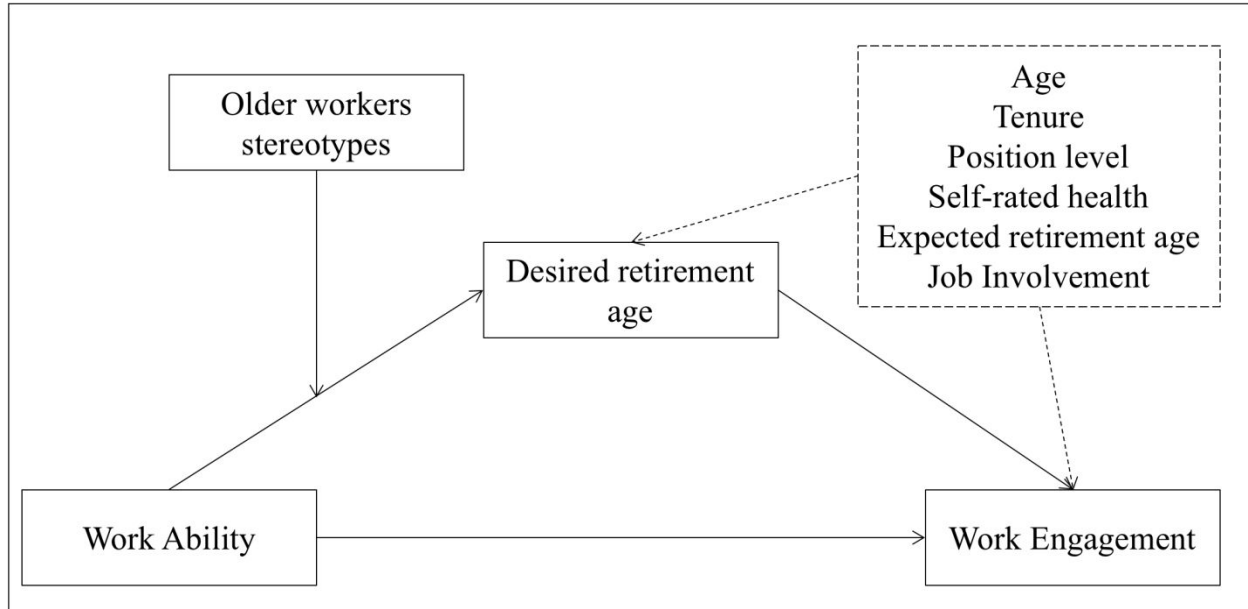 Older workers
stereotypes
Age
Tenure
Position level
Self-rated health
Expected retirement age
Job Involvement
Desired retirement
age
Work Ability
Work Engagement